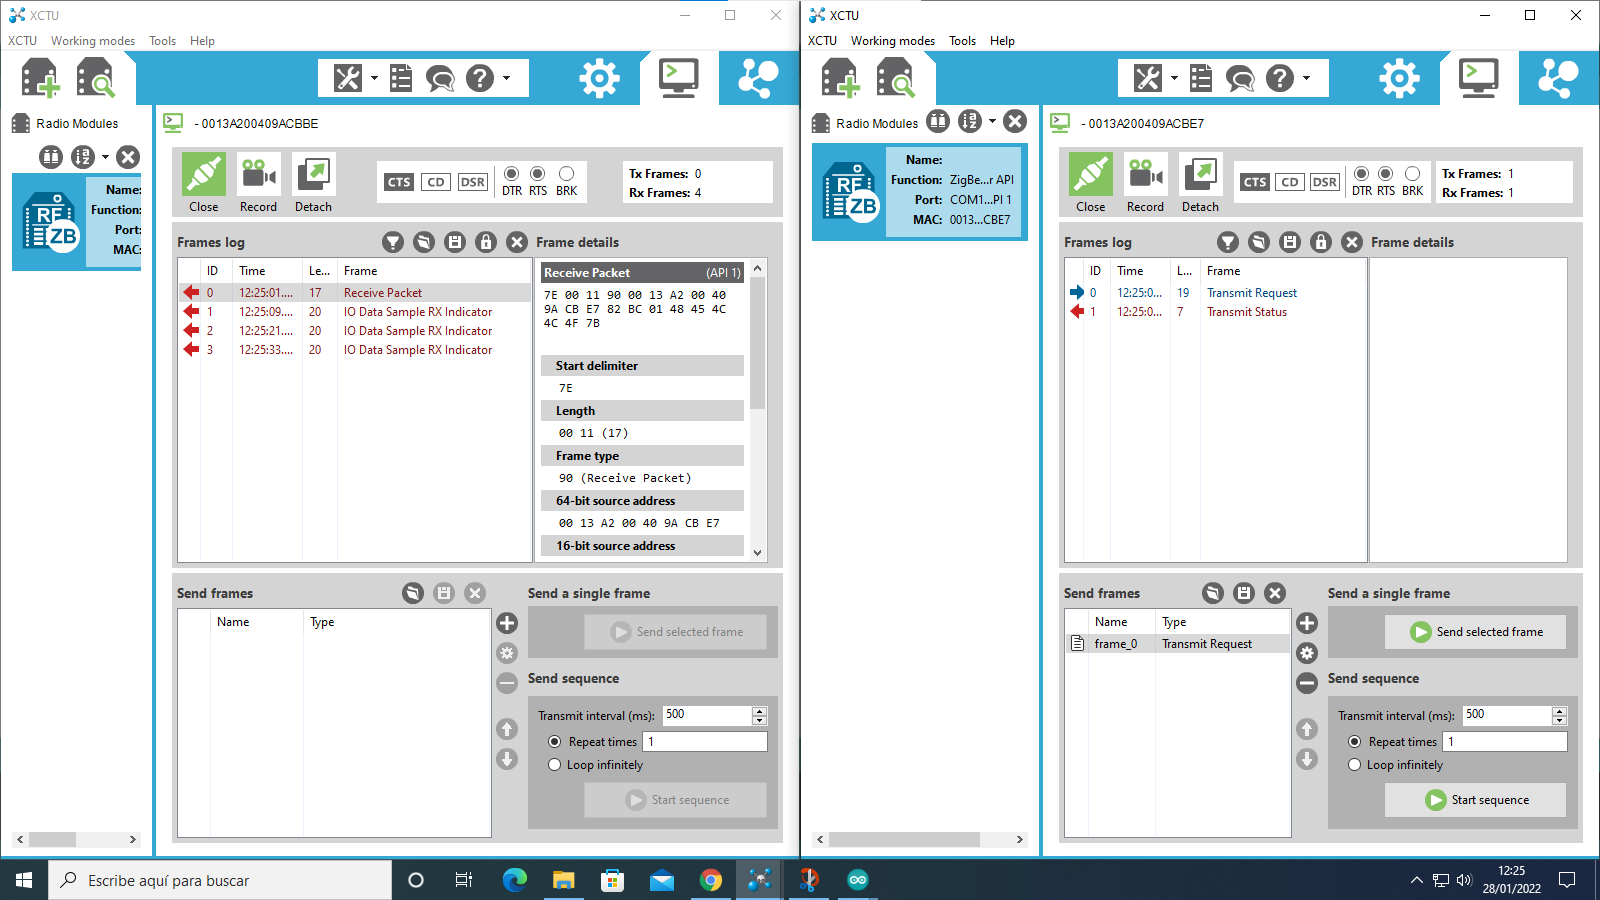 XCTU
XCTU Working modes Tools Help
Radio Modules
- 0013A200409ACBBE
Name:
Function:
Port:
MAC:
RF
ZB
Close
Record
Detach
CTS CD DSR
DTR RTS BRK
Tx Frames: 0
Rx Frames: 4
Frames log
Frame details
ID Time Le... Frame
0 12:25:01.... 17 Receive Packet
1 12:25:09.... 20 IO Data Sample RX Indicator
2 12:25:21.... 20 IO Data Sample RX Indicator
3 12:25:33.... 20 IO Data Sample RX Indicator
Receive Packet (API 1)
7E 00 11 90 00 13 A2 00 40
9A CB E7 82 BC 01 48 45 4C
4C 4F 7B
Start delimiter
7E
Length
00 11 (17)
Frame type
90 (Receive Packet)
64-bit source address
00 13 A2 00 40 9A CB E7
16-bit source address
Send frames
Name Type
Send a single frame
Send selected frame
Send sequence
Transmit interval (ms): 500
Repeat times 1
Loop infinitely
Start sequence
XCTU
XCTU Working modes Tools Help
Radio Modules
- 0013A200409ACBE7
Name:
Function: ZigBe...r API
Port: COM1...PI 1
MAC: 0013...CBE7
RF
ZB
Close
Record
Detach
CTS CD DSR
DTR RTS BRK
Tx Frames: 1
Rx Frames: 1
Frames log
Frame details
ID Time L... Frame
0 12:25:0... 19 Transmit Request
1 12:25:0... 7 Transmit Status
Send frames
Name Type
frame_0 Transmit Request
Send a single frame
Send selected frame
Send sequence
Transmit interval (ms): 500
Repeat times 1
Loop infinitely
Start sequence
Escribe aquí para buscar
12:25
28/01/2022